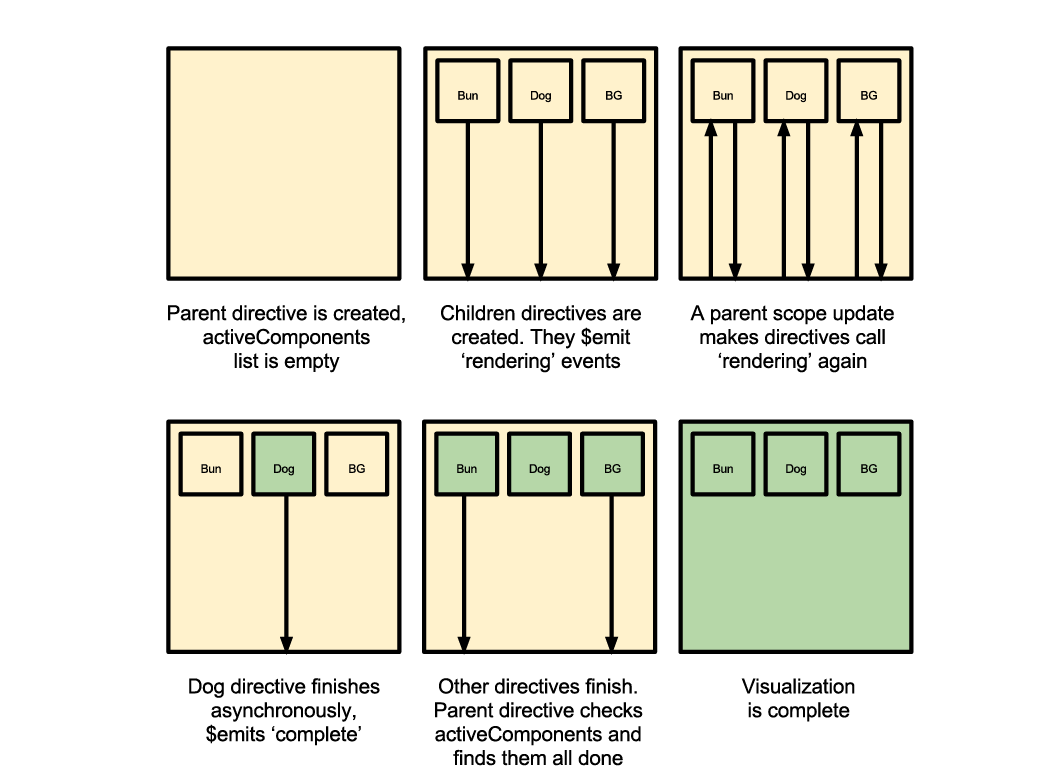 Bun
Dog
BG
Bun
Dog
BG
Parent directive is created,
activeComponents
list is empty
Children directives are
created. They $emit
‘rendering’ events
A parent scope update
makes directives call
‘rendering’ again
Bun
Dog
BG
Bun
Dog
BG
Bun
Dog
BG
Dog directive finishes
asynchronously,
$emits ‘complete’
Other directives finish.
Parent directive checks
activeComponents and
finds them all done
Visualization
is complete